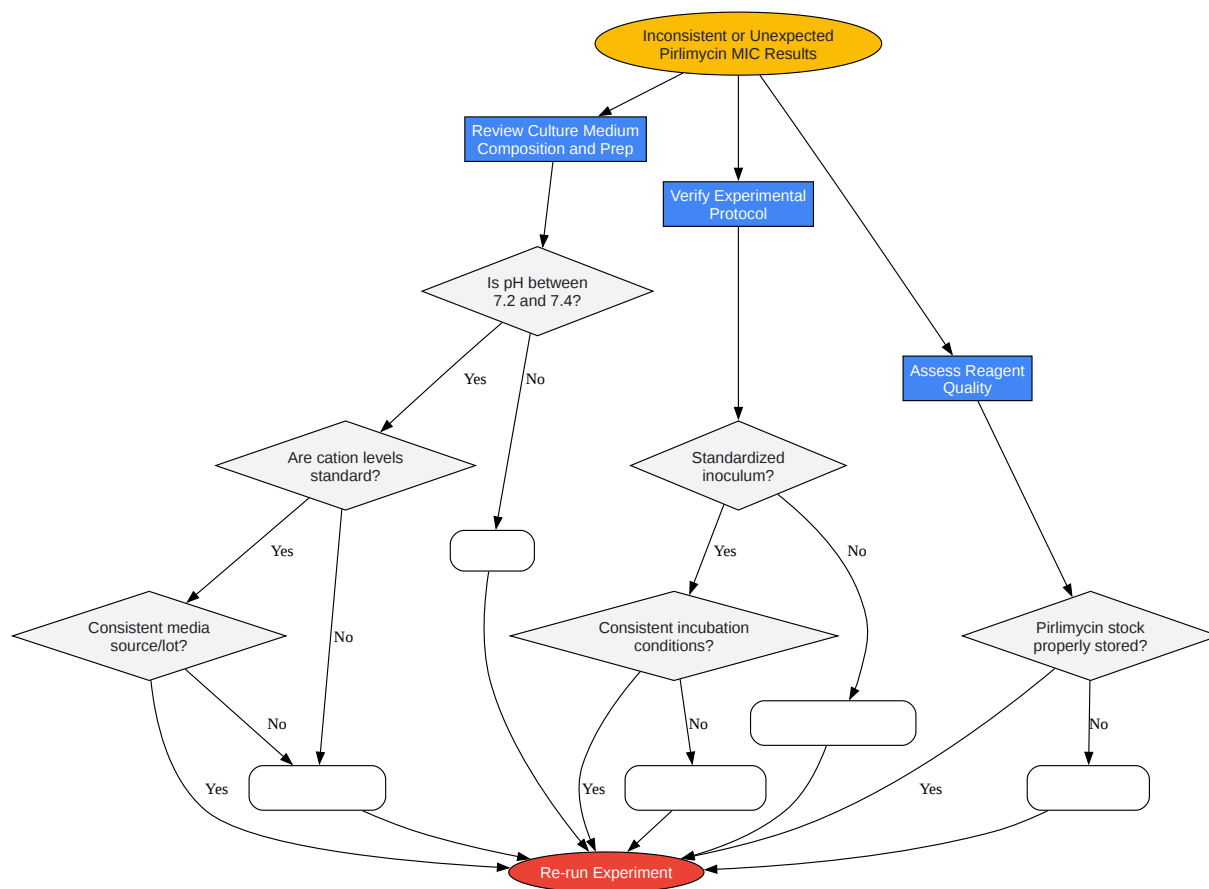 Inconsistent or Unexpected
Pirlimycin MIC Results
Review Culture Medium
Composition and Prep
Verify Experimental
Protocol
Is pH between
7.2 and 7.4?
Assess Reagent
Quality
Yes
No
Are cation levels
standard?
Standardized
inoculum?
Yes
Yes
No
Consistent media
source/lot?
No
Consistent incubation
conditions?
Pirlimycin stock
properly stored?
No
No
No
Yes
Yes
Yes
Re-run Experiment